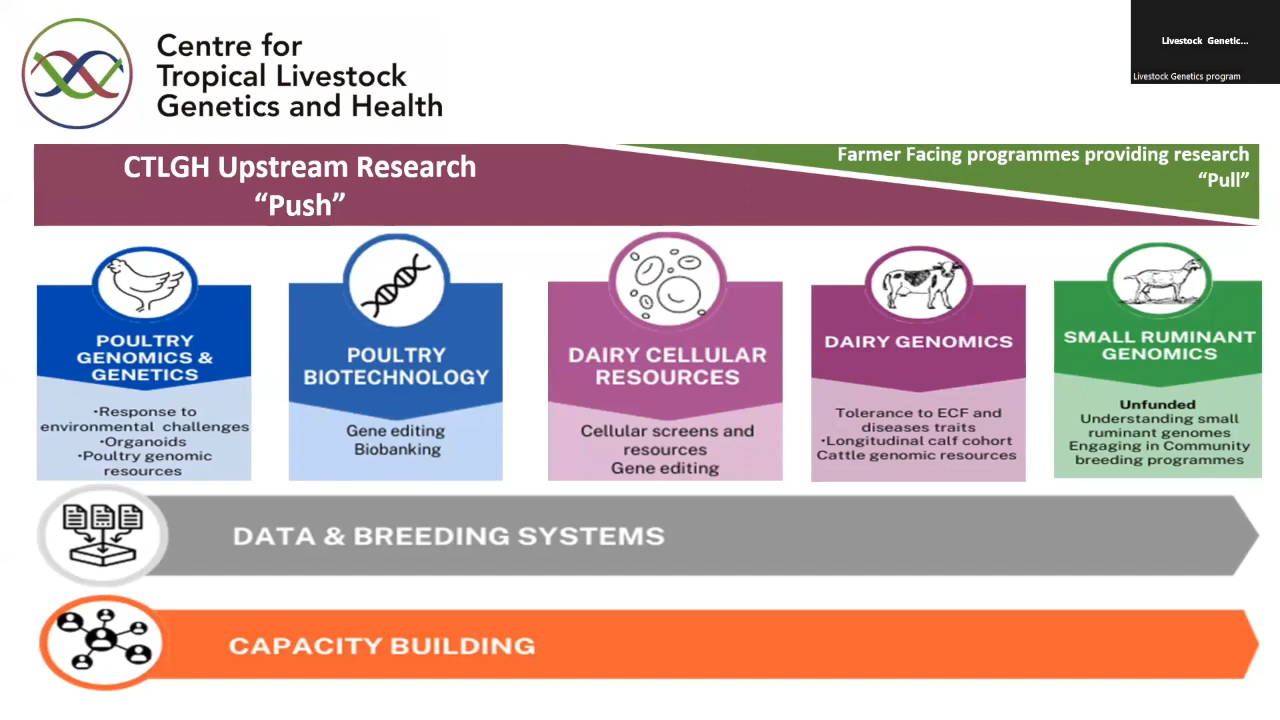 Centre for
Tropical Livestock
Genetics and Health
Livestock Genetic...
Livestock Genetics program
CTLGH Upstream Research
“Push”
Farmer Facing programmes providing research
“Pull”
POULTRY
GENOMICS &
GENETICS
•Response to
environmental challenges
•Organoids
•Poultry genomic
resources
POULTRY
BIOTECHNOLOGY
Gene editing
Biobanking
DAIRY CELLULAR
RESOURCES
Cellular screens and
resources
Gene editing
DAIRY GENOMICS
Tolerance to ECF and
diseases traits
•Longitudinal calf cohort
Cattle genomic resources
SMALL RUMINANT
GENOMICS
Unfunded
Understanding small
ruminant genomes
Engaging in Community
breeding programmes
DATA & BREEDING SYSTEMS
CAPACITY BUILDING